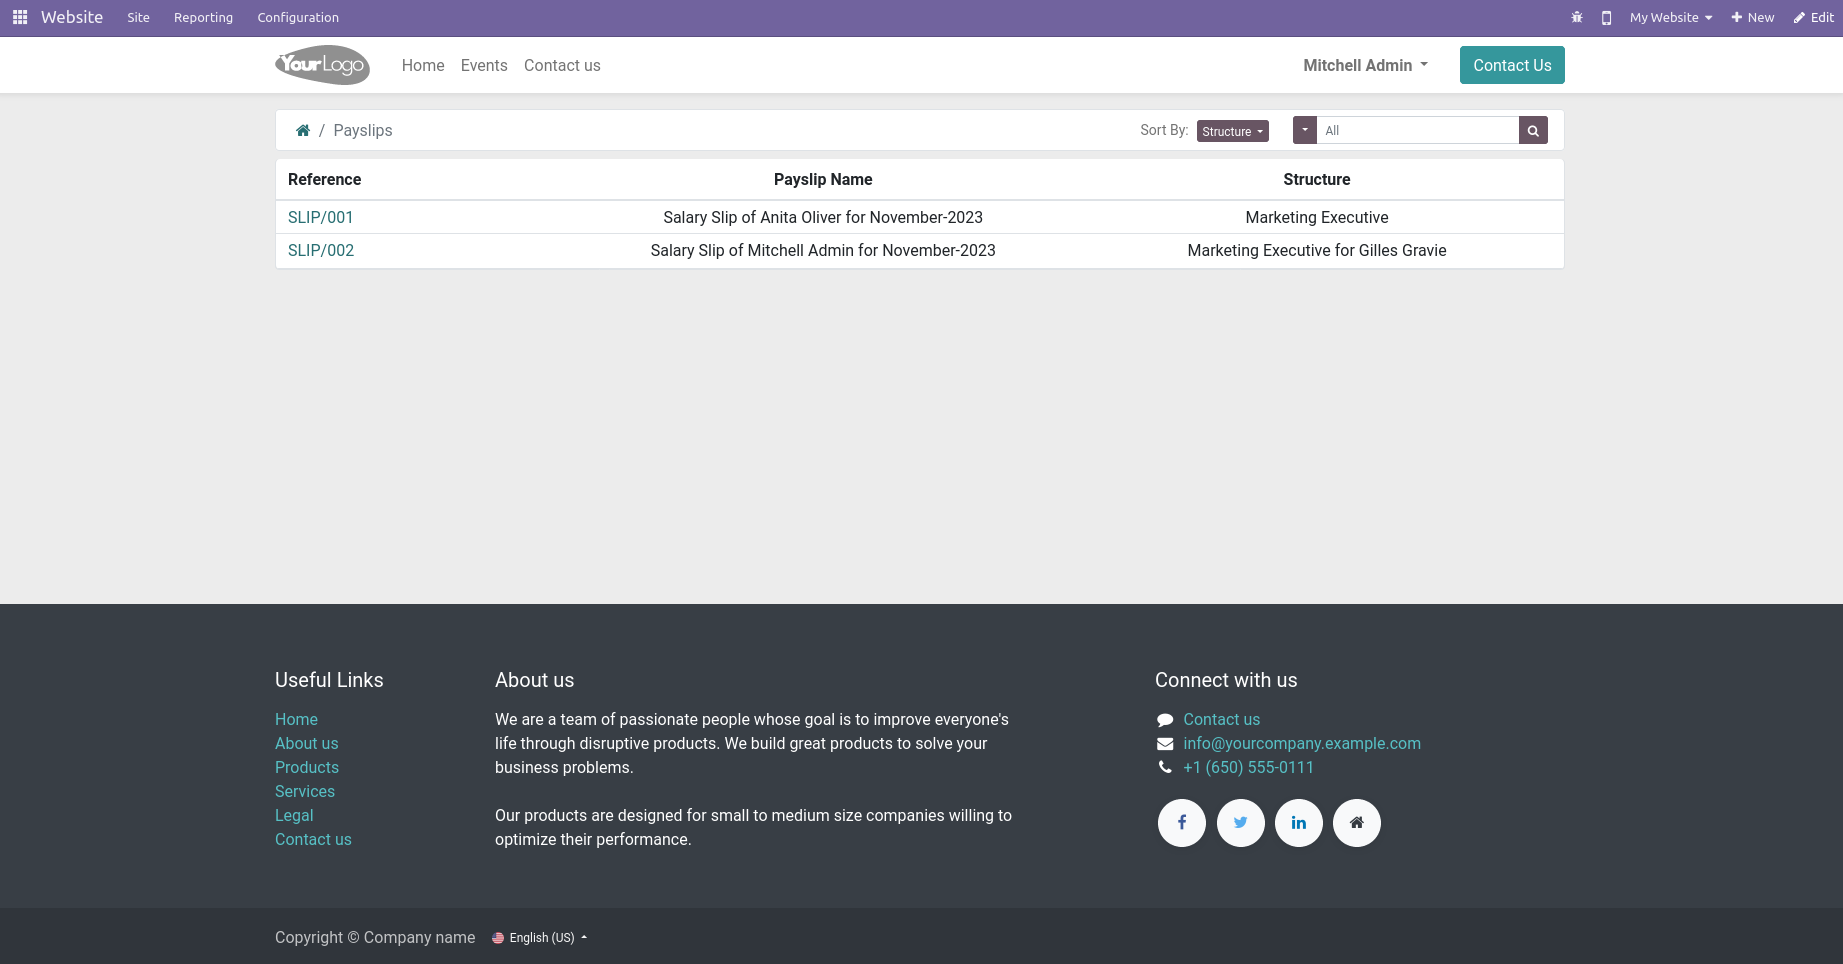 Website Site Reporting Configuration My Website New Edit
YourLogo Home Events Contact us Mitchell Admin Contact Us
/ Payslips Sort By: Structure All
Reference Payslip Name Structure
SLIP/001 Salary Slip of Anita Oliver for November-2023 Marketing Executive
SLIP/002 Salary Slip of Mitchell Admin for November-2023 Marketing Executive for Gilles Gravie
Useful Links
Home
About us
Products
Services
Legal
Contact us
About us
We are a team of passionate people whose goal is to improve everyone's
life through disruptive products. We build great products to solve your
business problems.
Our products are designed for small to medium size companies willing to
optimize their performance.
Connect with us
Contact us
info@yourcompany.example.com
+1 (650) 555-0111
Copyright © Company name English (US)